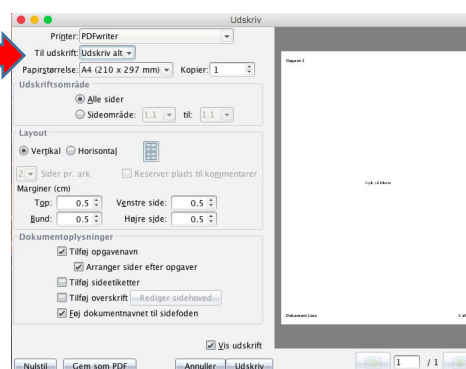 Udskriv
Printer: PDFwriter
Til udskrift: Udskriv alt
Papirstørrelse: A4 (210 x 297 mm) Kopier: 1
Udskriftsområde
Alle sider
Sideområde: 1.1 til: 1.1
Layout
Vertikal Horisontal
2 Sider pr. ark Reserver plads til kommentarer
Marginer (cm)
Top: 0.5 Venstre side: 0.5
Bund: 0.5 Højre side: 0.5
Dokumentoplysninger
Tilføj opgavenavn
Arranger sider efter opgaver
Tilføj sideetiketter
Tilføj overskrift Rediger sidehoved
Føj dokumentnavnet til sidefoden
Vis udskrift
Nulstil Gem som PDF Annuller Udskriv
Opgave 1
Dokument1.tns 1 af
1 / 1